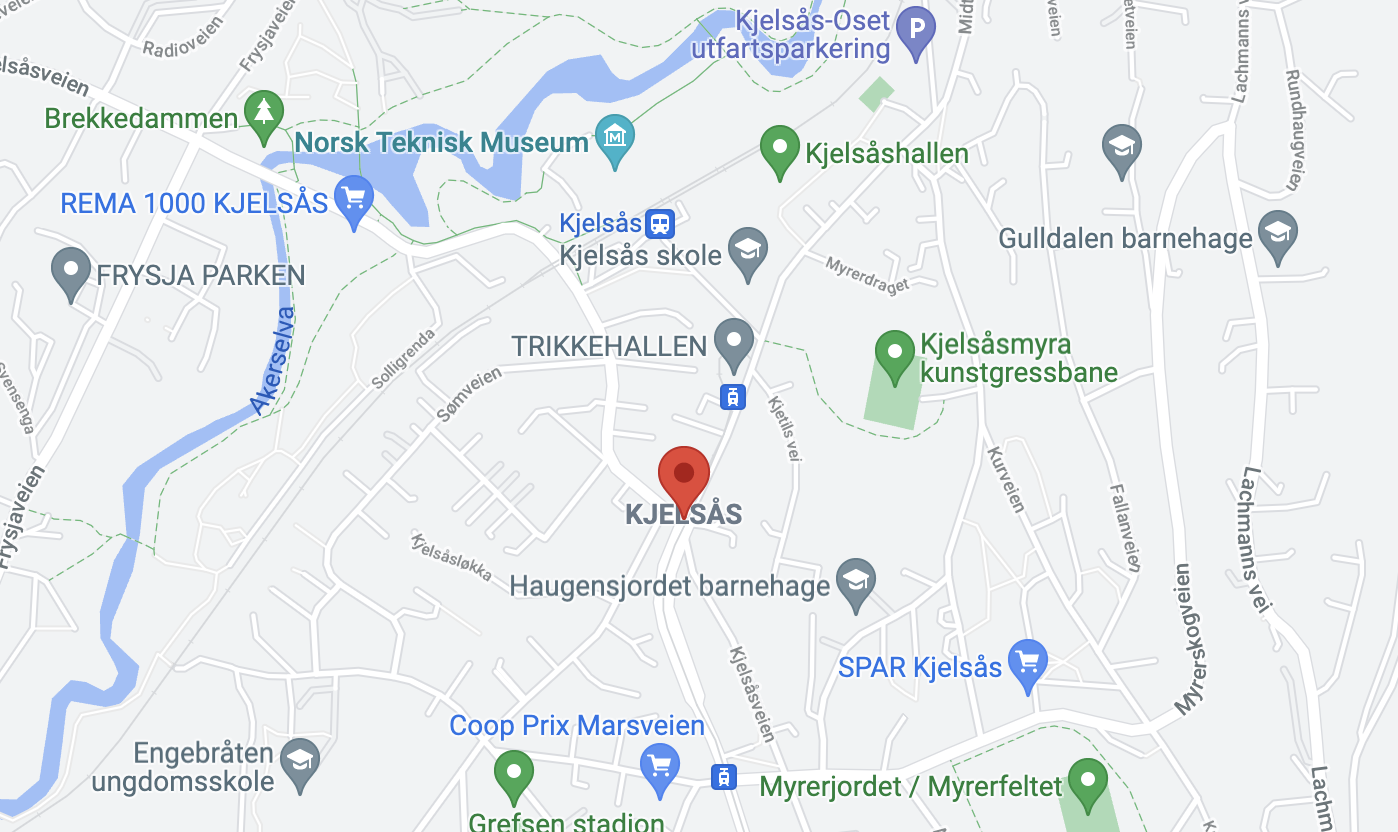 Kjelsås-Oset
utfartsparkering
P
Radioveien
Frysjaveien
Lachmanns
Rundhaugveien
Brekkedammen
Norsk Teknisk Museum
M
Kjelsåshallen
REMA 1000 KJELSÅS
Kjelsås
Kjelsås skole
Gulldalen barnehage
FRYSJA PARKEN
Myrerdraget
Akerselva
Solligrenda
TRIKKEHALLEN
Kjelsåsmyra
kunstgressbane
Sømveien
Kjetils vei
Frysjaveien
KJELSÅS
Kurveien
Fallanveien
Lachmanns vei
Kjelsåsløkka
Haugensjordet barnehage
Myrerskogveien
Kjelsåsveien
SPAR Kjelsås
Coop Prix Marsveien
Engebråten
ungdomsskole
Myrerjordet / Myrerfeltet
Grefsen stadion